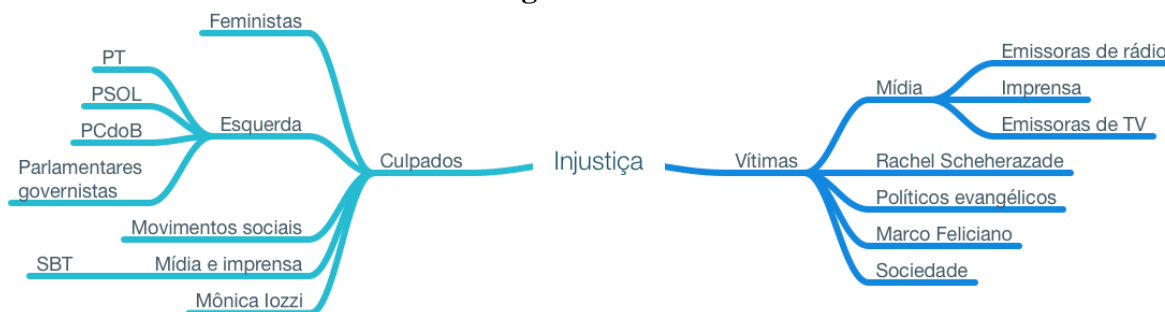 Feministas
PT
PSOL
PCdoB
Parlamentares
governistas
Esquerda
Movimentos sociais
SBT
Mídia e imprensa
Mônica Iozzi
Culpados
Injustiça
Vítimas
Mídia
Emissoras de rádio
Imprensa
Emissoras de TV
Rachel Scheherazade
Políticos evangélicos
Marco Feliciano
Sociedade